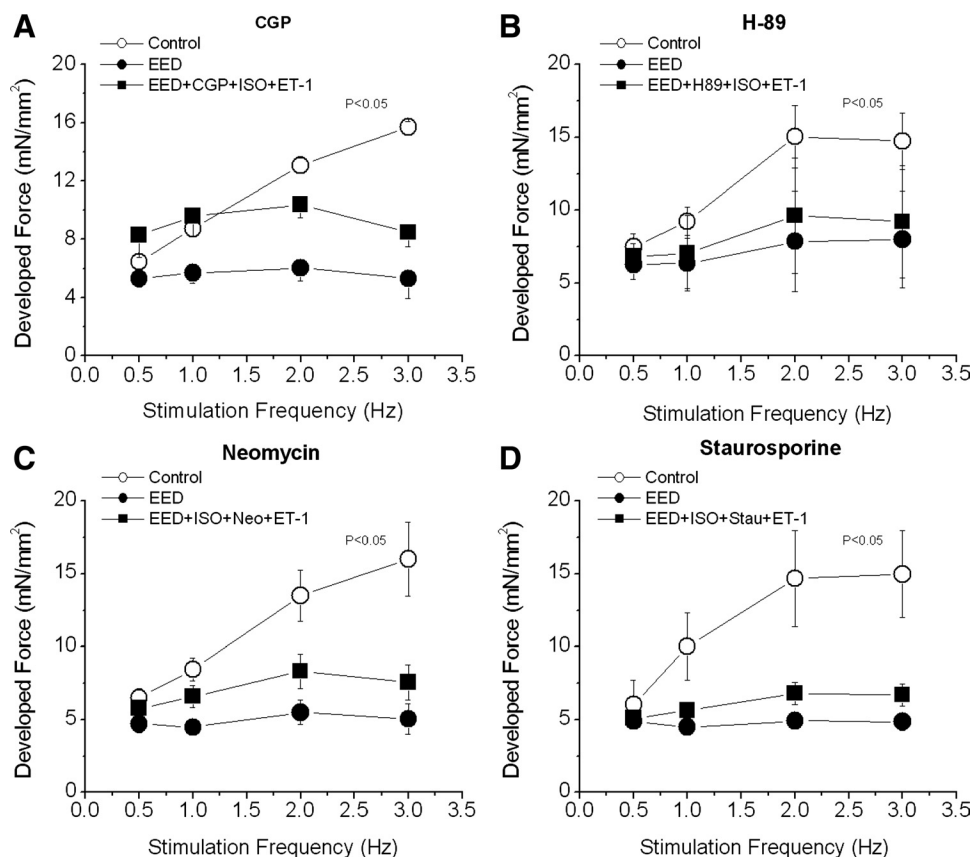 A
CGP
Control
EED
EED+CGP+ISO+ET-1
P<0.05
20
16
12
8
4
0
Developed Force (mN/mm²)
0.0 0.5 1.0 1.5 2.0 2.5 3.0 3.5
Stimulation Frequency (Hz)
B
H-89
Control
EED
EED+H89+ISO+ET-1
P<0.05
20
15
10
5
0
Developed Force (mN/mm²)
0.0 0.5 1.0 1.5 2.0 2.5 3.0 3.5
Stimulation Frequency (Hz)
C
Neomycin
Control
EED
EED+ISO+Neo+ET-1
P<0.05
20
15
10
5
0
Developed Force (mN/mm²)
0.0 0.5 1.0 1.5 2.0 2.5 3.0 3.5
Stimulation Frequency (Hz)
D
Staurosporine
Control
EED
EED+ISO+Stau+ET-1
P<0.05
20
15
10
5
0
Developed Force (mN/mm²)
0.0 0.5 1.0 1.5 2.0 2.5 3.0 3.5
Stimulation Frequency (Hz)